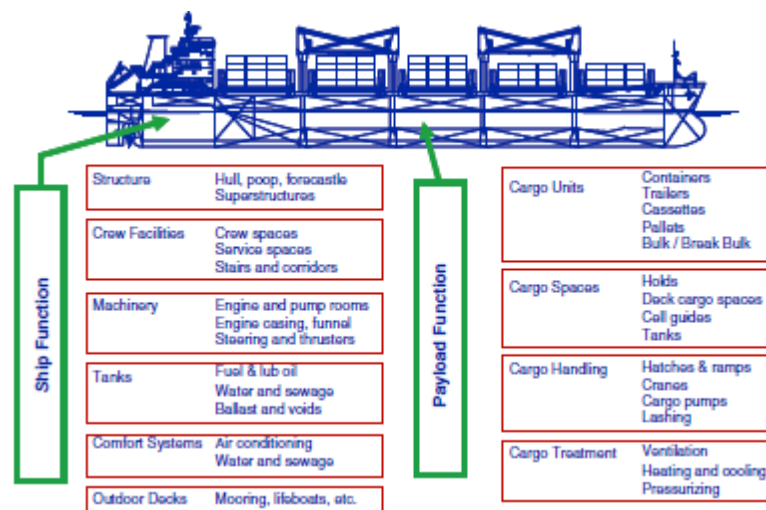 Ship Function
Structure Hull, poop, forecastle
Superstructures
Crew Facilities Crew spaces
Service spaces
Stairs and corridors
Machinery Engine and pump rooms
Engine casing, funnel
Steering and thrusters
Tanks Fuel & lub oil
Water and sewage
Ballast and voids
Comfort Systems Air conditioning
Water and sewage
Outdoor Decks Mooring, lifeboats, etc.
Payload Function
Cargo Units Containers
Trailers
Cassettes
Pallets
Bulk / Break Bulk
Cargo Spaces Holds
Deck cargo spaces
Cell guides
Tanks
Cargo Handling Hatches & ramps
Cranes
Cargo pumps
Lashing
Cargo Treatment Ventilation
Heating and cooling
Pressurizing